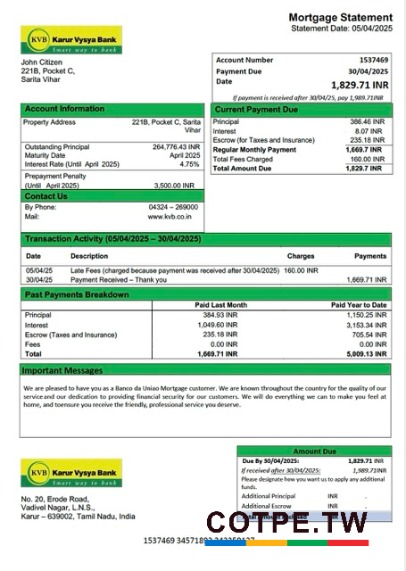 Mortgage Statement
Statement Date: 05/04/2025
KVB Karur Vysya Bank
Smart way to bank
John Citizen
221B, Pocket C,
Sarita Vihar
Account Number 1537469
Payment Due 30/04/2025
Date
1,829.71 INR
If payment is received after 30/04/25, pay 1,989.71INR
Account Information
Property Address 221B, Pocket C, Sarita
Vihar
Outstanding Principal 264,776.43 INR
Maturity Date April 2025
Interest Rate (Until April 2025) 4.75%
Prepayment Penalty
(Until April 2025) 3,500.00 INR
Contact Us
By Phone: 04324 – 269000
Mail: www.kvb.co.in
Current Payment Due
Principal 386.46 INR
Interest 8.07 INR
Escrow (for Taxes and Insurance) 235.18 INR
Regular Monthly Payment 1,669.7 INR
Total Fees Charged 160.00 INR
Total Amount Due 1,829.7 INR
Transaction Activity (05/04/2025 – 30/04/2025)
Date Description Charges Payments
05/04/25 Late Fees (charged because payment was received after 30/04/2025) 160.00 INR
30/04/25 Payment Received – Thank you 1,669.71 INR
Past Payments Breakdown
Paid Last Month Paid Year to Date
Principal 384.93 INR 1,150.25 INR
Interest 1,049.60 INR 3,153.34 INR
Escrow (Taxes and Insurance) 235.18 INR 705.54 INR
Fees 0.00 INR 0.00 INR
Total 1,669.71 INR 5,009.13 INR
Important Messages
We are pleased to have you as a Banco da Uniao Mortgage customer. We are known throughout the country for the quality of our
service and our dedication to providing financial security for our customers. We will do everything we can to make you feel at
home, and toensure you receive the friendly, professional service you deserve.
KVB Karur Vysya Bank
Smart way to bank
No. 20, Erode Road,
Vadivel Nagar, L.N.S.,
Karur – 639002, Tamil Nadu, India
Amount Due
Due By 30/04/2025: 1,829.71 INR
If received after 30/04/2025: 1,989.71INR
Please designate how you want us to apply any additional
funds.
Additional Principal INR -
Additional Escrow INR -
COTPE.TW
1537469 34571892